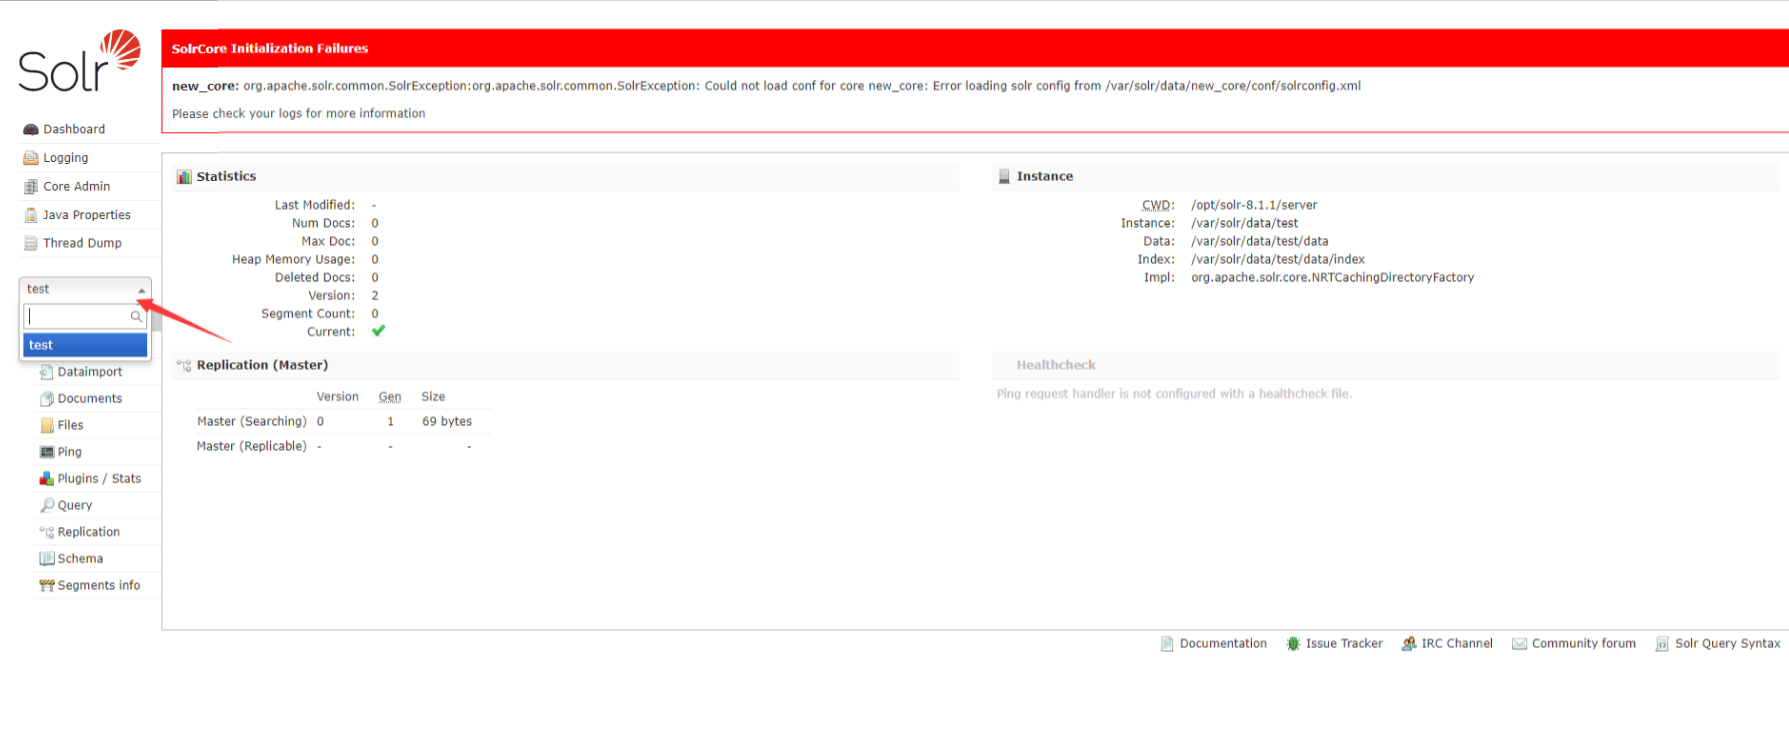 Solr
SolrCore Initialization Failures
new_core: org.apache.solr.common.SolrException:org.apache.solr.common.SolrException: Could not load conf for core new_core: Error loading solr config from /var/solr/data/new_core/conf/solrconfig.xml
Please check your logs for more information
Dashboard
Logging
Core Admin
Java Properties
Thread Dump
test
test
Dataimport
Documents
Files
Ping
Plugins / Stats
Query
Replication
Schema
Segments info
Statistics
Last Modified: -
Num Docs: 0
Max Doc: 0
Heap Memory Usage: 0
Deleted Docs: 0
Version: 2
Segment Count: 0
Current:
Instance
CWD: /opt/solr-8.1.1/server
Instance: /var/solr/data/test
Data: /var/solr/data/test/data
Index: /var/solr/data/test/data/index
Impl: org.apache.solr.core.NRTCachingDirectoryFactory
Replication (Master)
Version Gen Size
Master (Searching) 0 1 69 bytes
Master (Replicable) - - -
Healthcheck
Ping request handler is not configured with a healthcheck file.
Documentation Issue Tracker IRC Channel Community forum Solr Query Syntax